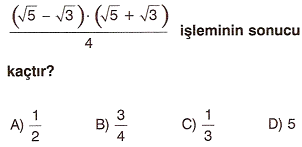 (√5 − √3)·(√5 + √3) / 4 işleminin sonucu
kaçtır?
A) 1/2 B) 3/4 C) 1/3 D) 5